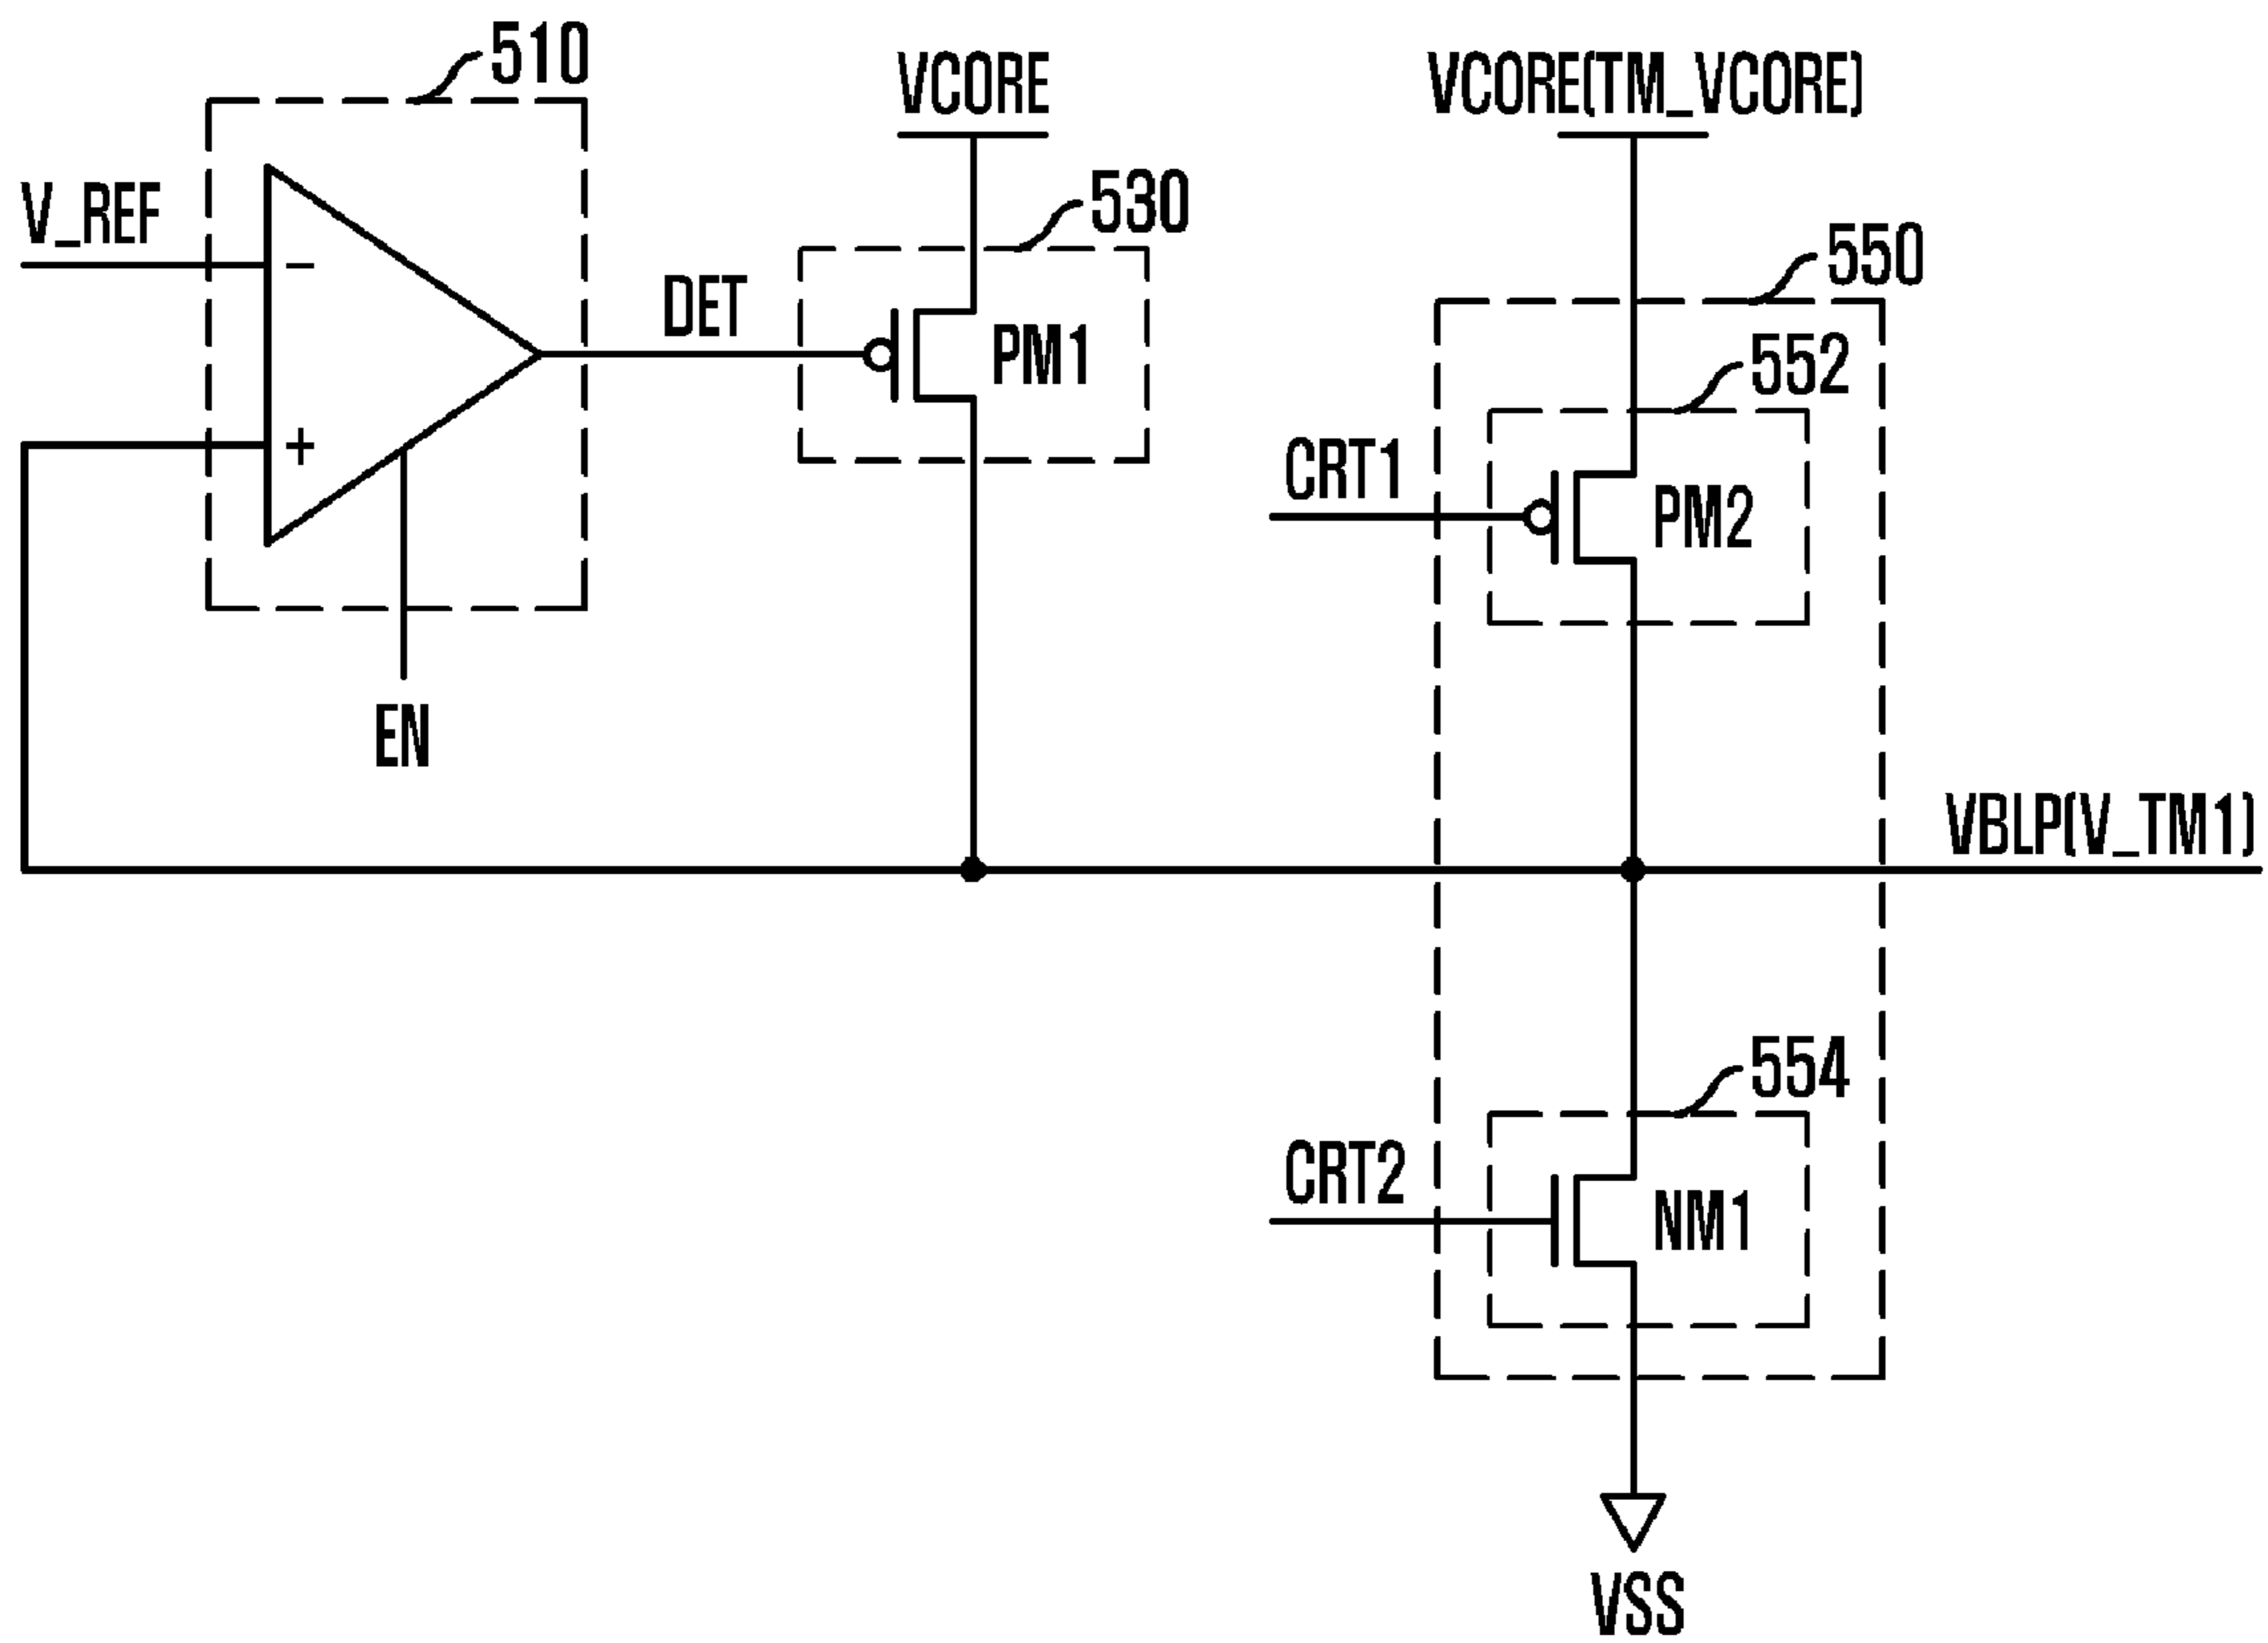 510
VCORE
VCORE(TM_VCORE)
V_REF
530
550
-
DET
PM1
552
+
CRT1
PM2
EN
VBLP(V_TM1)
554
CRT2
NM1
VSS